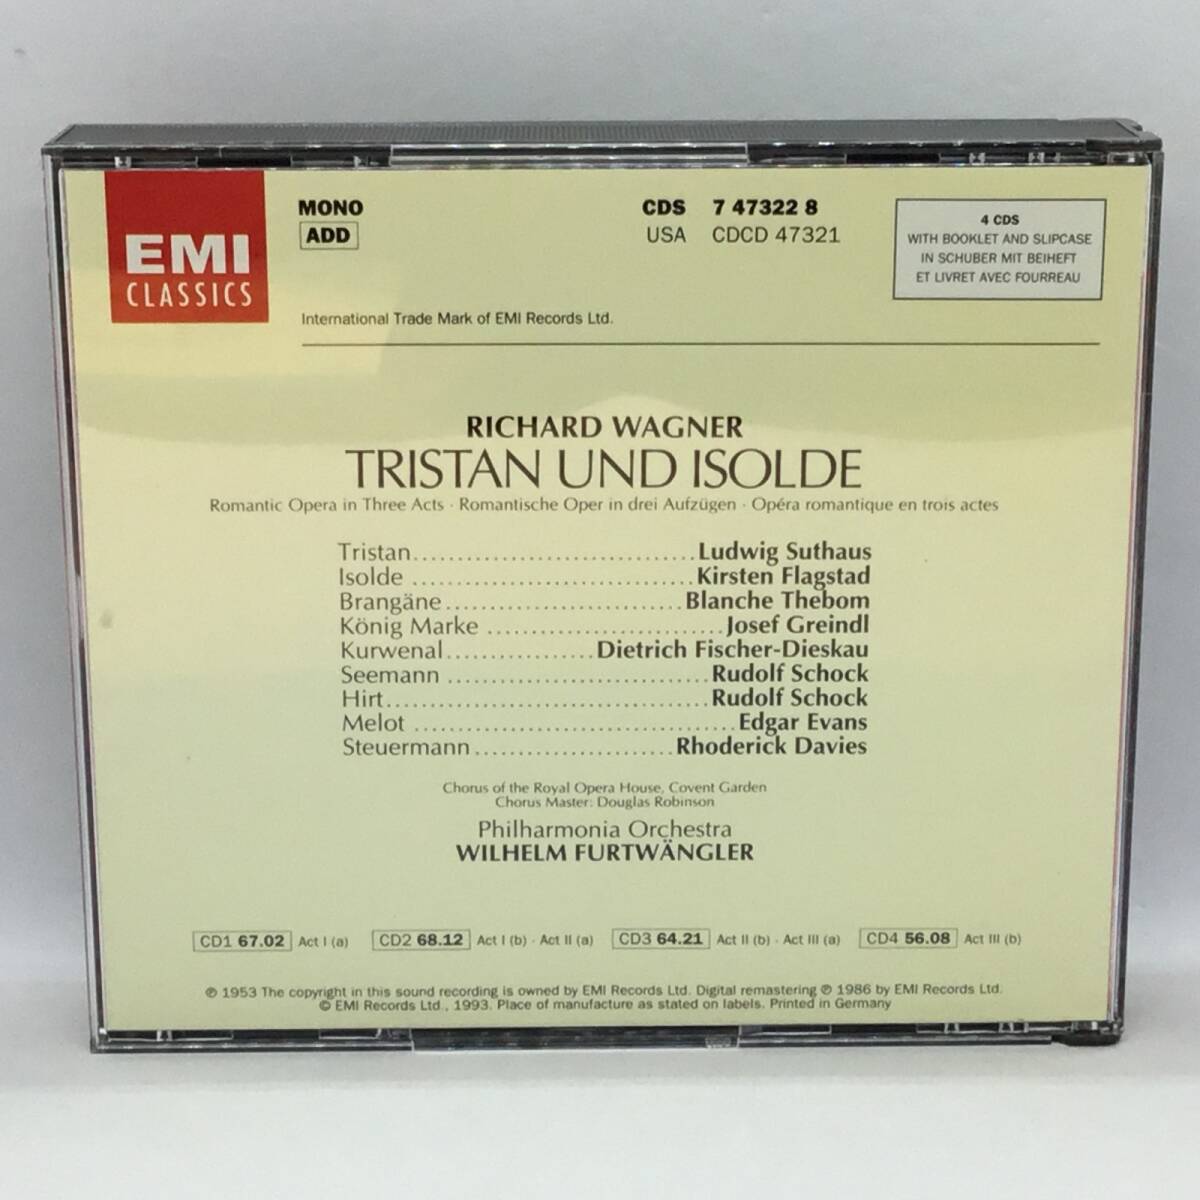 EMI
CLASSICS
MONO
ADD
CDS 7 47322 8
USA CDCD 47321
4 CDS
WITH BOOKLET AND SLIPCASE
IN SCHUBER MIT BEIHEFT
ET LIVRET AVEC FOURREAU
International Trade Mark of EMI Records Ltd.
RICHARD WAGNER
TRISTAN UND ISOLDE
Romantic Opera in Three Acts · Romantische Oper in drei Aufzügen · Opéra romantique en trois actes
Tristan................................Ludwig Suthaus
Isolde ................................Kirsten Flagstad
Brangäne...........................Blanche Thebom
König Marke ...........................Josef Greindl
Kurwenal.................Dietrich Fischer-Dieskau
Seemann ..............................Rudolf Schock
Hirt.....................................Rudolf Schock
Melot .....................................Edgar Evans
Steuermann.......................Rhoderick Davies
Chorus of the Royal Opera House, Covent Garden
Chorus Master: Douglas Robinson
Philharmonia Orchestra
WILHELM FURTWÄNGLER
CD1 67.02 Act I (a) CD2 68.12 Act I (b) · Act II (a) CD3 64.21 Act II (b) · Act III (a) CD4 56.08 Act III (b)
℗ 1953 The copyright in this sound recording is owned by EMI Records Ltd. Digital remastering ℗ 1986 by EMI Records Ltd.
© EMI Records Ltd., 1993. Place of manufacture as stated on labels. Printed in Germany